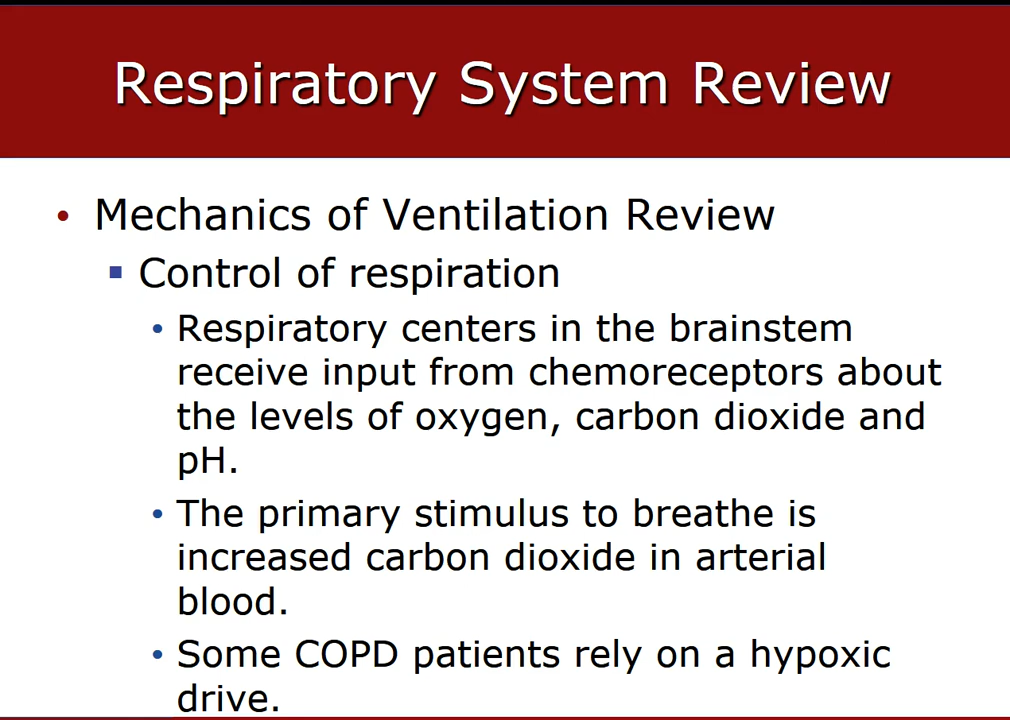 Respiratory System Review
• Mechanics of Ventilation Review
▪ Control of respiration
• Respiratory centers in the brainstem
receive input from chemoreceptors about
the levels of oxygen, carbon dioxide and
pH.
• The primary stimulus to breathe is
increased carbon dioxide in arterial
blood.
• Some COPD patients rely on a hypoxic
drive.